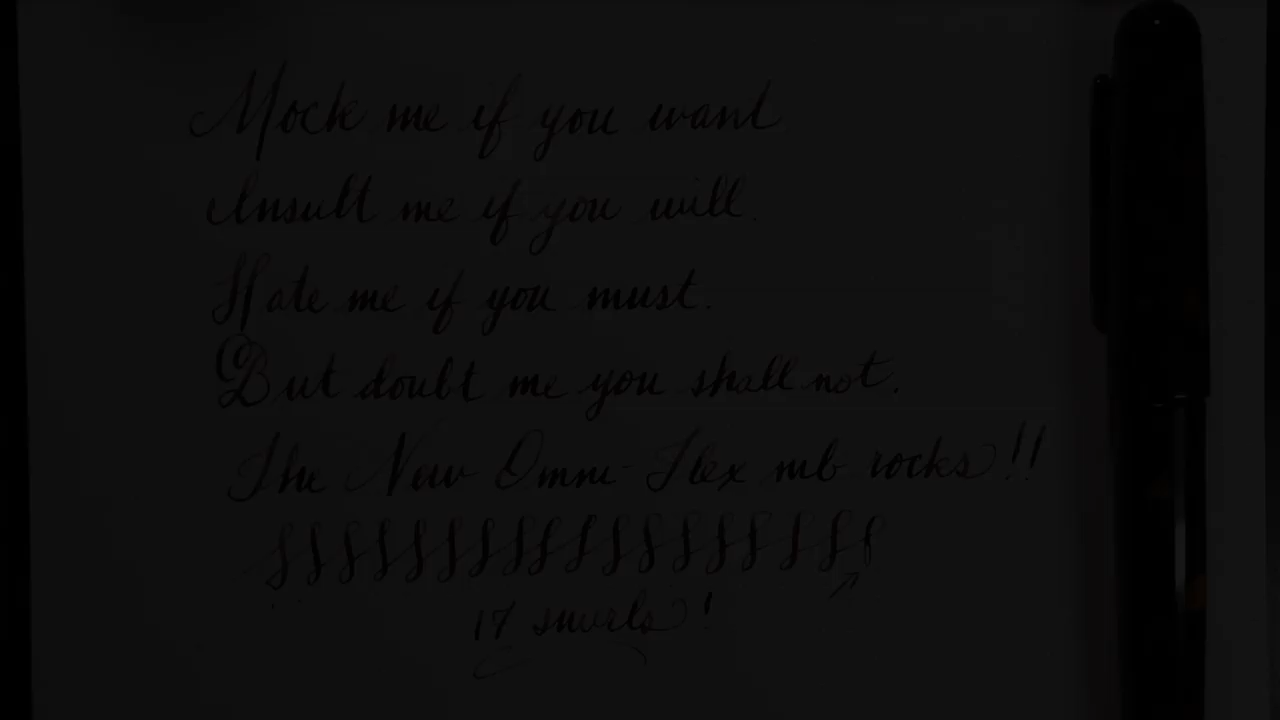 Mock me if you want
Insult me if you will.
Hate me if you must.
But doubt me you shall not.
The New Omni-Flex nib rocks!!
17 swirls!